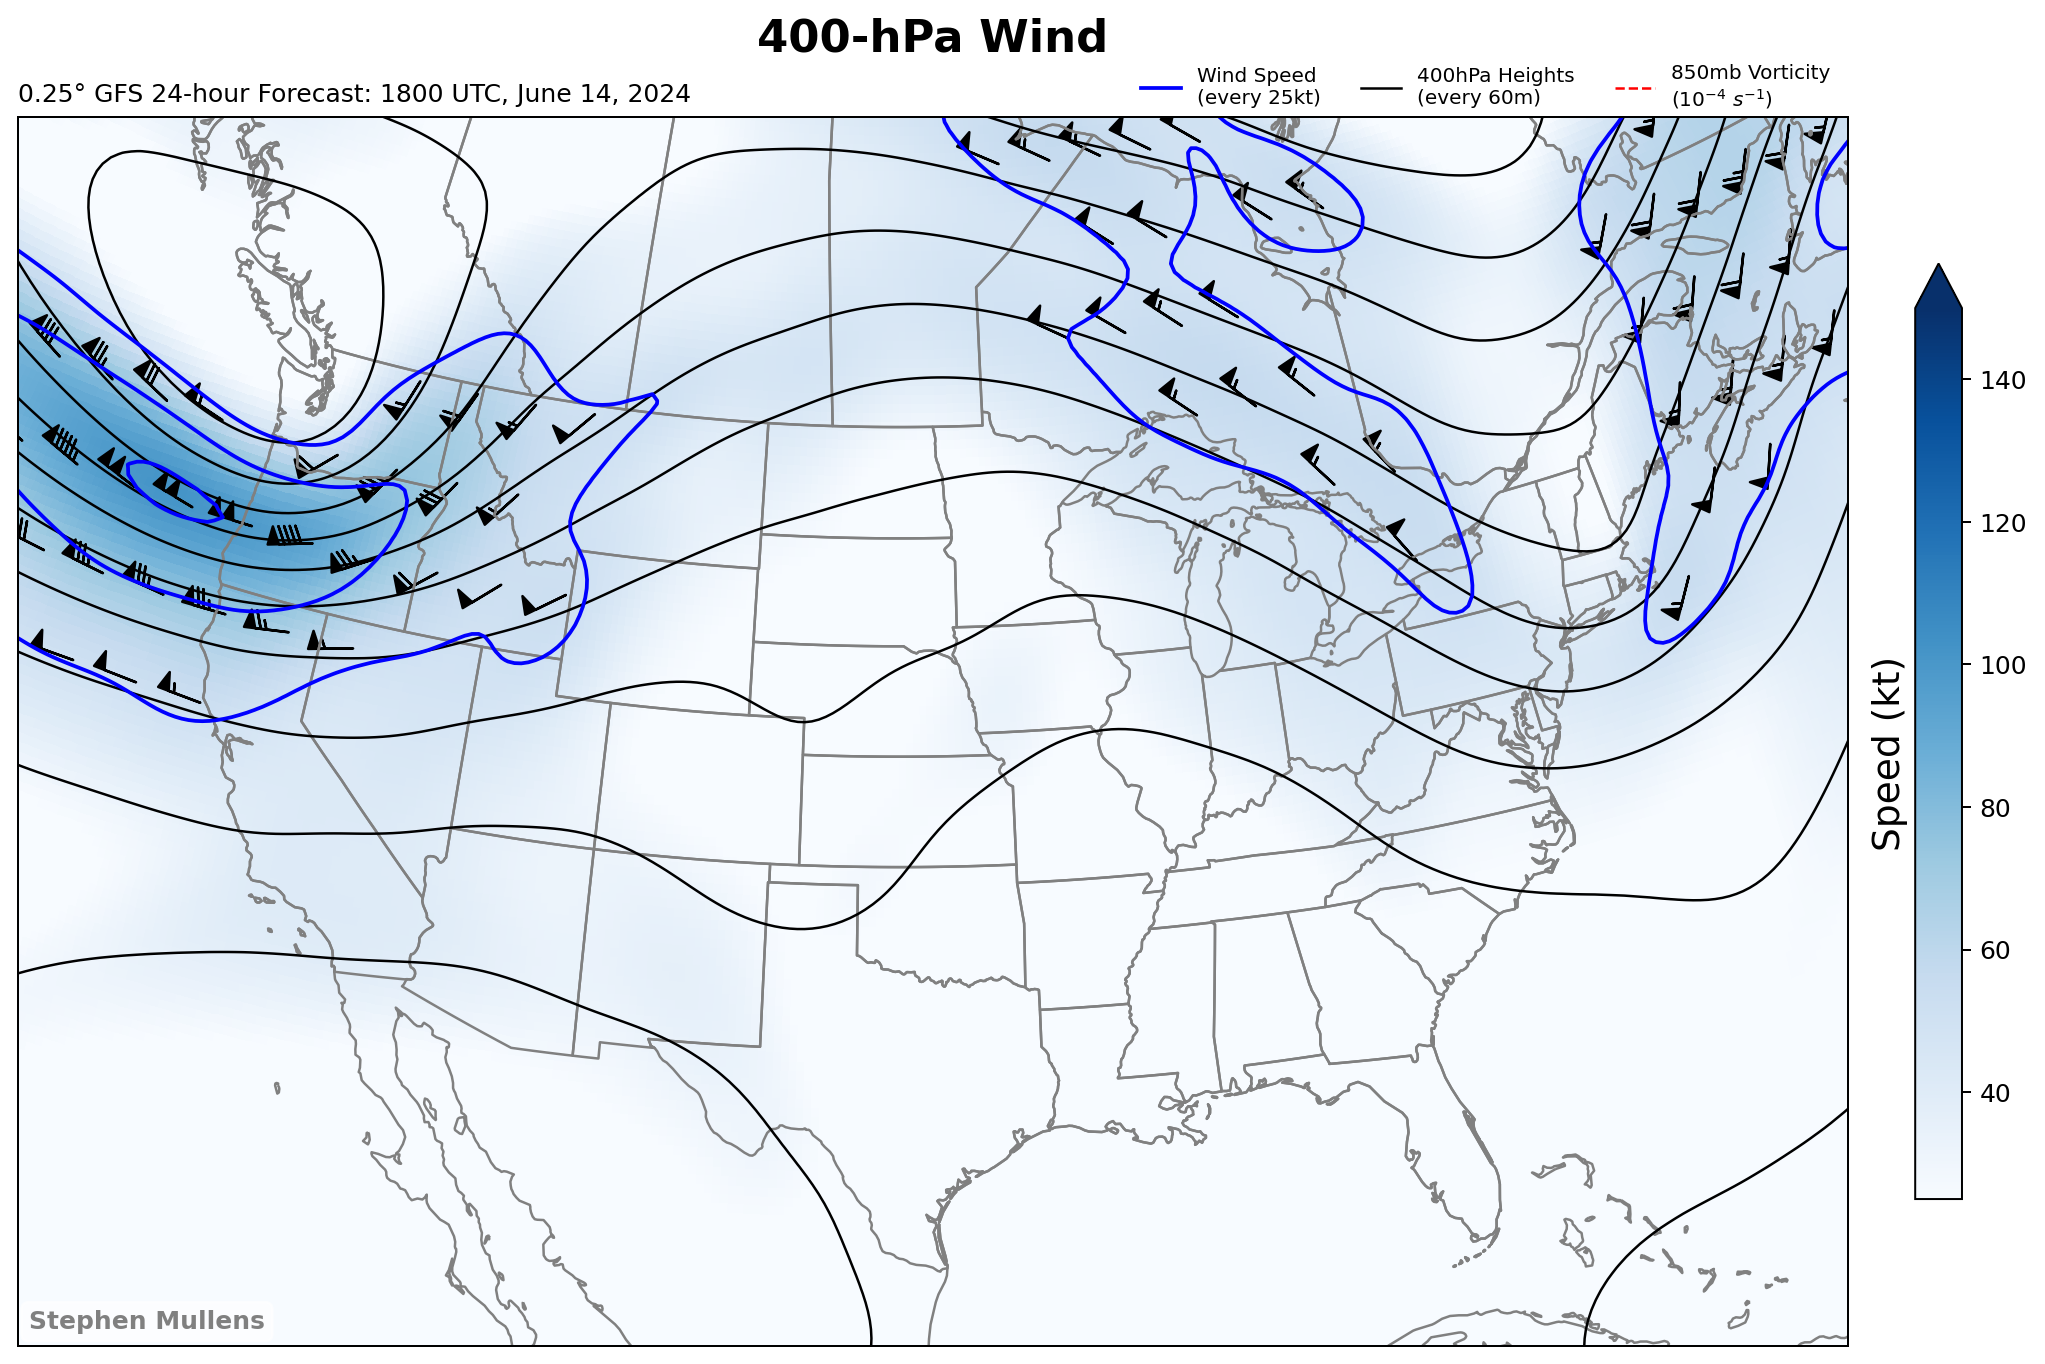 400-hPa Wind
0.25° GFS 24-hour Forecast: 1800 UTC, June 14, 2024
Wind Speed
(every 25kt)
400hPa Heights
(every 60m)
850mb Vorticity
(10⁻⁴ s⁻¹)
140
120
100
80
60
40
Speed (kt)
Stephen Mullens